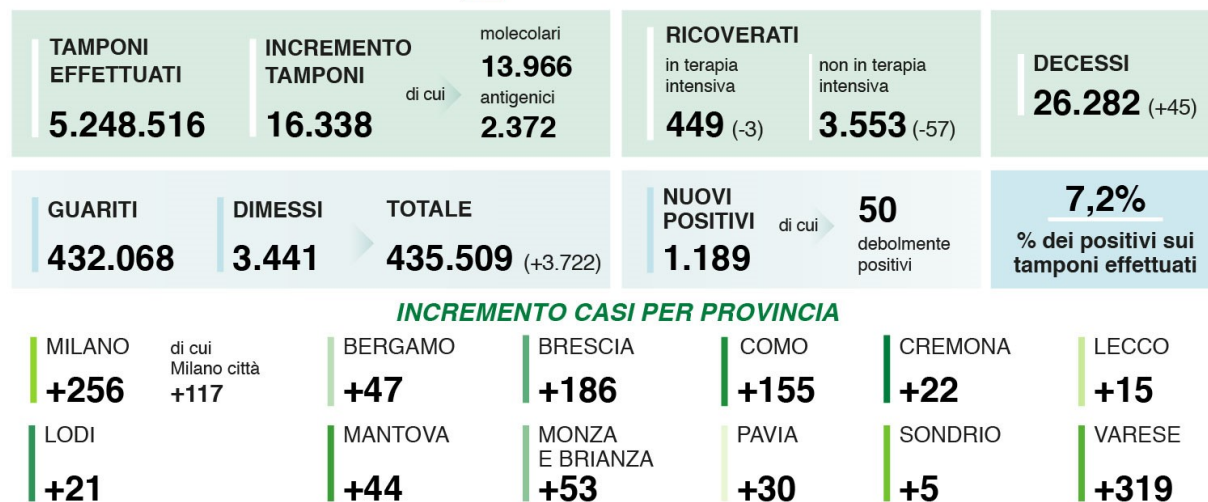 TAMPONI
EFFETTUATI
5.248.516
INCREMENTO
TAMPONI
16.338
di cui
molecolari
13.966
antigenici
2.372
RICOVERATI
in terapia
intensiva
449 (-3)
non in terapia
intensiva
3.553 (-57)
DECESSI
26.282 (+45)
GUARITI
432.068
DIMESSI
3.441
TOTALE
435.509 (+3.722)
NUOVI
POSITIVI
1.189
di cui
50
debolmente
positivi
7,2%
% dei positivi sui
tamponi effettuati
INCREMENTO CASI PER PROVINCIA
MILANO
+256
di cui
Milano città
+117
BERGAMO
+47
BRESCIA
+186
COMO
+155
CREMONA
+22
LECCO
+15
LODI
+21
MANTOVA
+44
MONZA
E BRIANZA
+53
PAVIA
+30
SONDRIO
+5
VARESE
+319